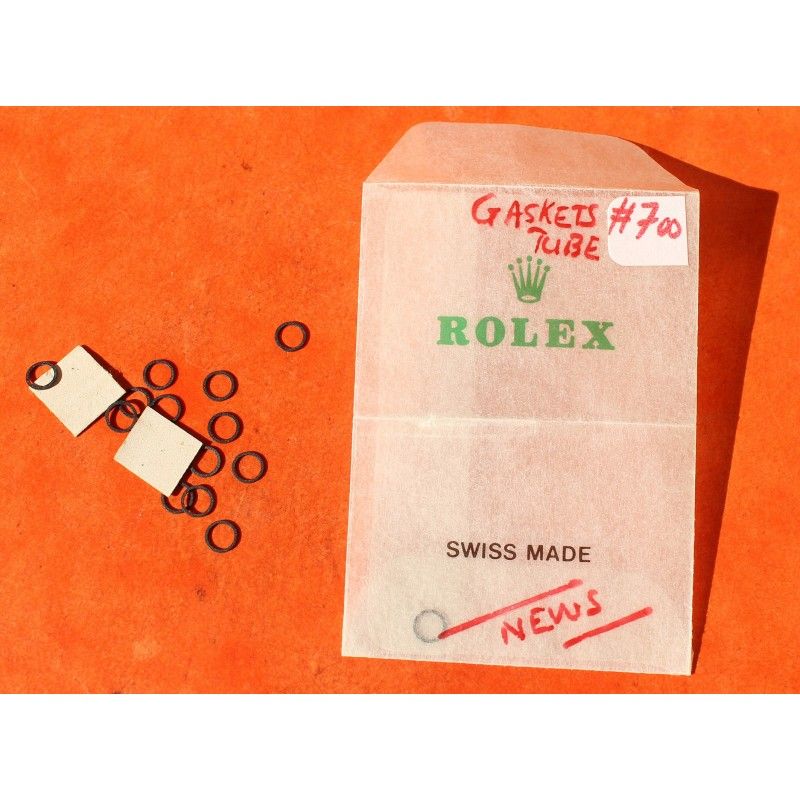 GASKETS #700
TUBE
ROLEX
SWISS MADE
NEWS